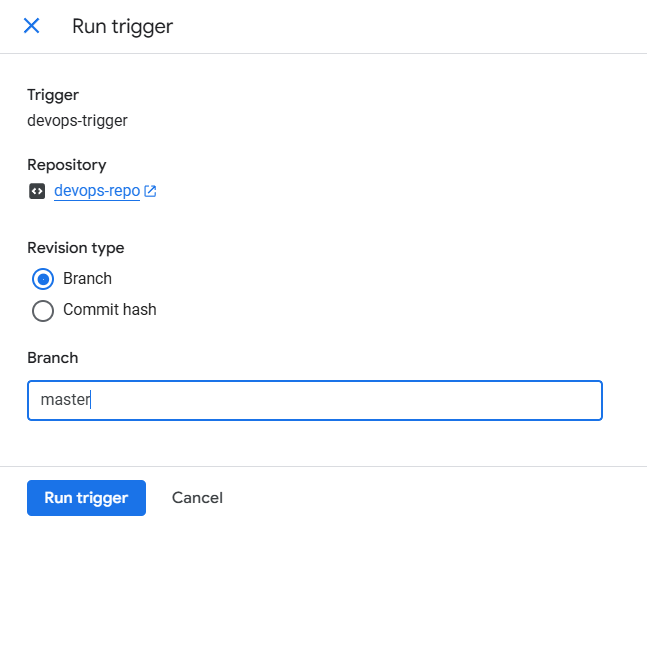 Run trigger
Trigger
devops-trigger
Repository
devops-repo
Revision type
Branch
Commit hash
Branch
master
Run trigger
Cancel